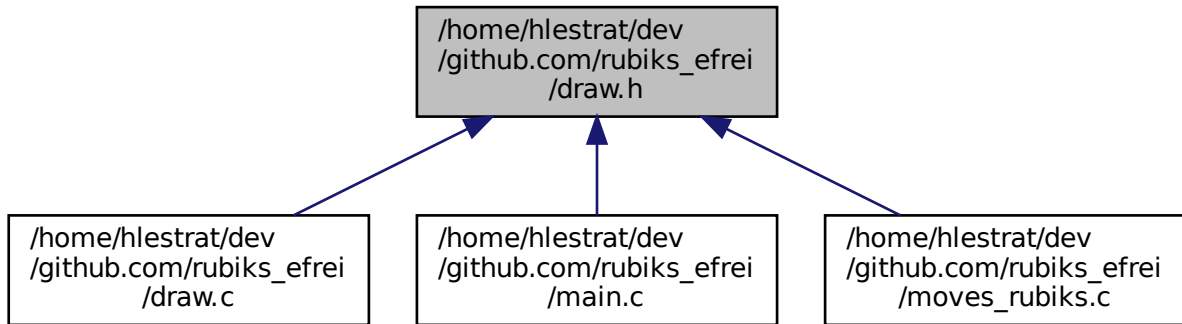 /home/hlestrat/dev
/github.com/rubiks_efrei
/draw.h
/home/hlestrat/dev
/github.com/rubiks_efrei
/draw.c
/home/hlestrat/dev
/github.com/rubiks_efrei
/main.c
/home/hlestrat/dev
/github.com/rubiks_efrei
/moves_rubiks.c